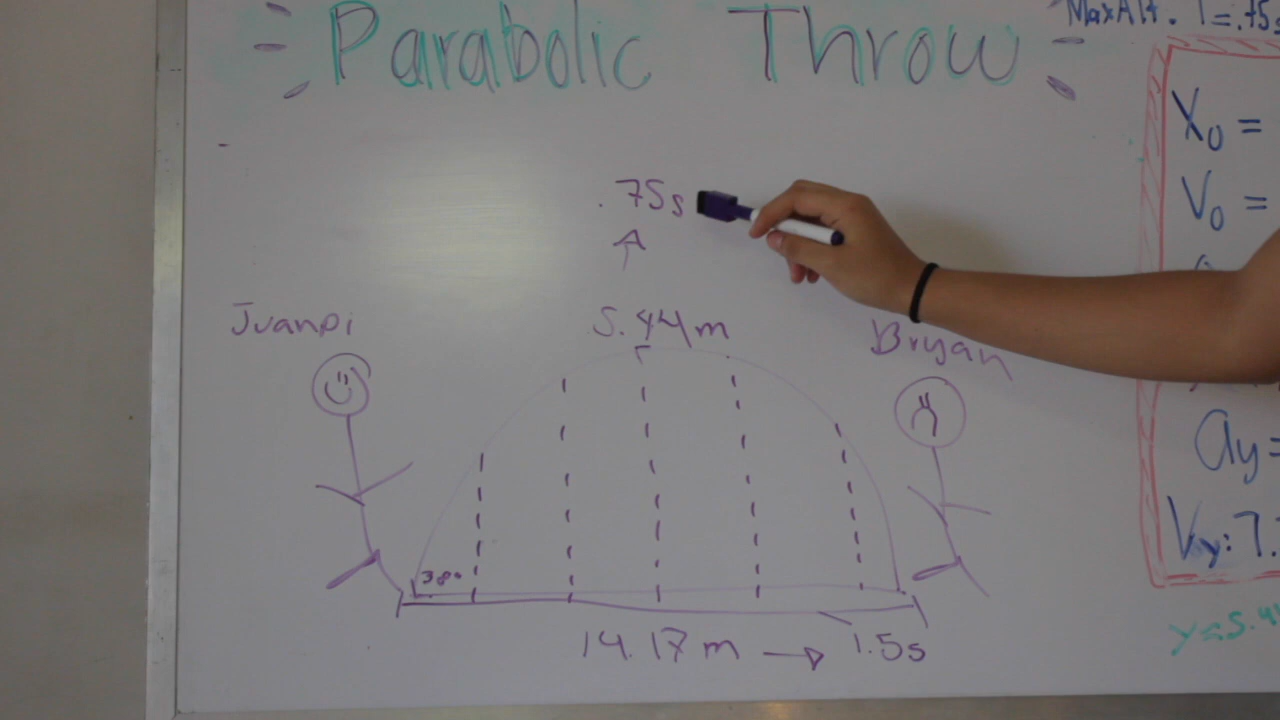 Parabolic Throw
MaxAlt. T=.75s
X₀ =
V₀ =
.75s
Juanpi
5.44m
Bryan
ay=
Vy: 7.
38°
14.17m → 1.5s
y=5.4